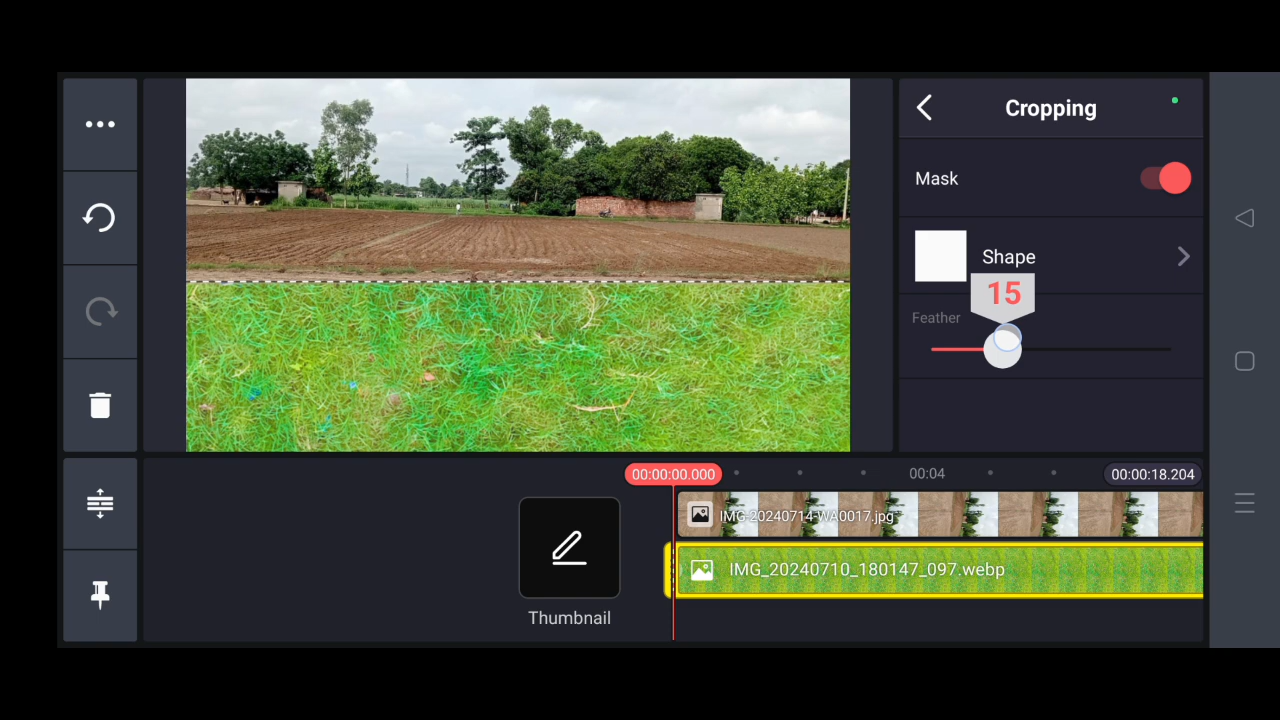 Cropping
Mask
Shape
15
Feather
00:00:00.000
00:04
00:00:18.204
IMG-20240714-WA0017.jpg
IMG_20240710_180147_097.webp
Thumbnail